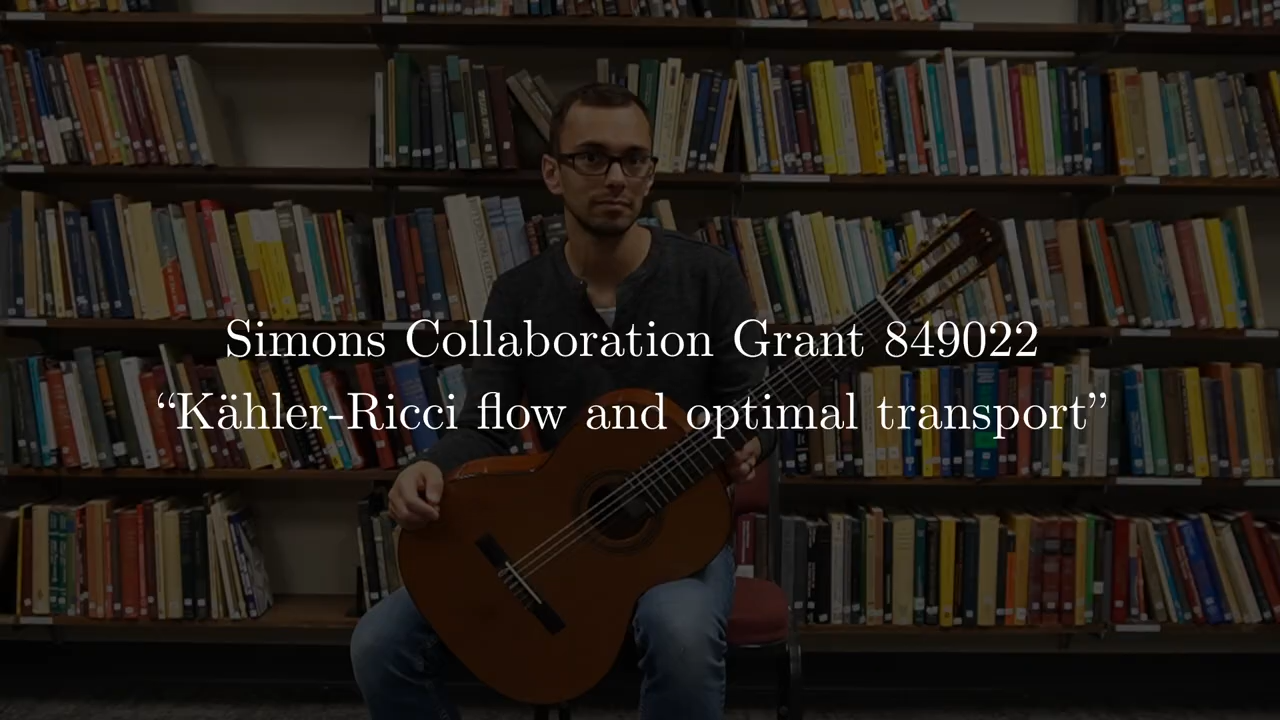 Simons Collaboration Grant 849022
“Kähler-Ricci flow and optimal transport”